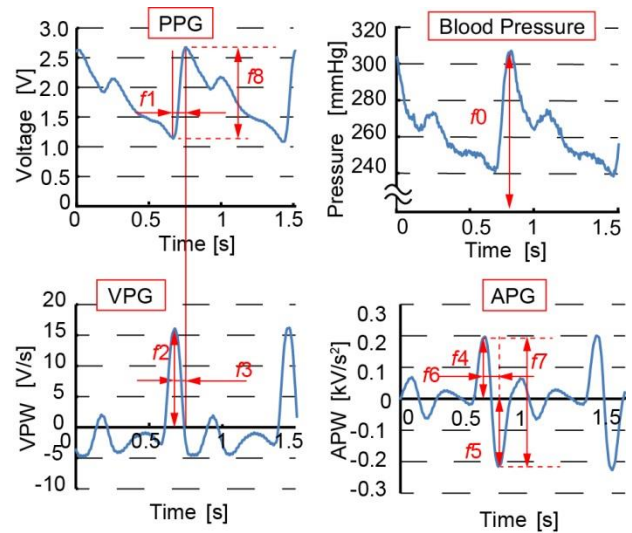 PPG
3.0
2.5
2.0
1.5
1.0
0.5
0.0
Voltage [V]
f1
f8
0
0.5
1.0
1.5
Time [s]
Blood Pressure
320
300
280
260
240
Pressure [mmHg]
f0
0
0.5
1
1.5
Time [s]
VPG
20
15
10
5
0
-5
-10
VPW [V/s]
f2
f3
0
0.5
1.0
1.5
Time [s]
APG
0.3
0.2
0.1
0
-0.1
-0.2
-0.3
APW [kV/s²]
f6
f4
f7
f5
0
0.5
1
1.5
Time [s]